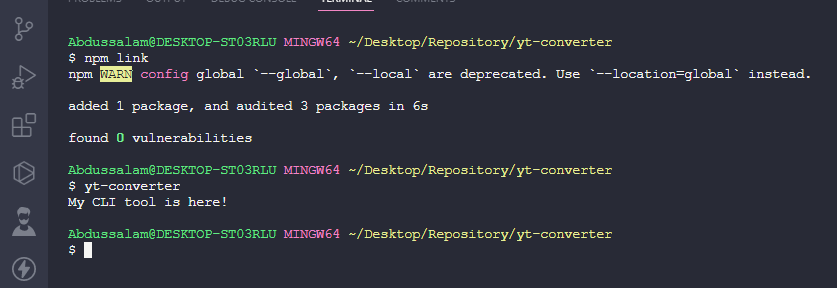 PROBLEMS OUTPUT DEBUG CONSOLE TERMINAL COMMENTS
Abdussalam@DESKTOP-ST03RLU MINGW64 ~/Desktop/Repository/yt-converter
$ npm link
npm WARN config global `--global`, `--local` are deprecated. Use `--location=global` instead.
added 1 package, and audited 3 packages in 6s
found 0 vulnerabilities
Abdussalam@DESKTOP-ST03RLU MINGW64 ~/Desktop/Repository/yt-converter
$ yt-converter
My CLI tool is here!
Abdussalam@DESKTOP-ST03RLU MINGW64 ~/Desktop/Repository/yt-converter
$